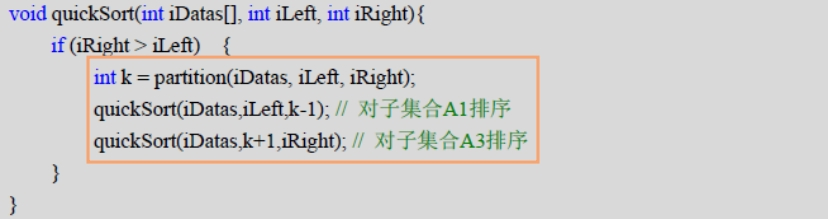 void quickSort(int iDatas[], int iLeft, int iRight){
if (iRight > iLeft) {
int k = partition(iDatas, iLeft, iRight);
quickSort(iDatas,iLeft,k-1); // 对子集合A1排序
quickSort(iDatas,k+1,iRight); // 对子集合A3排序
}
}